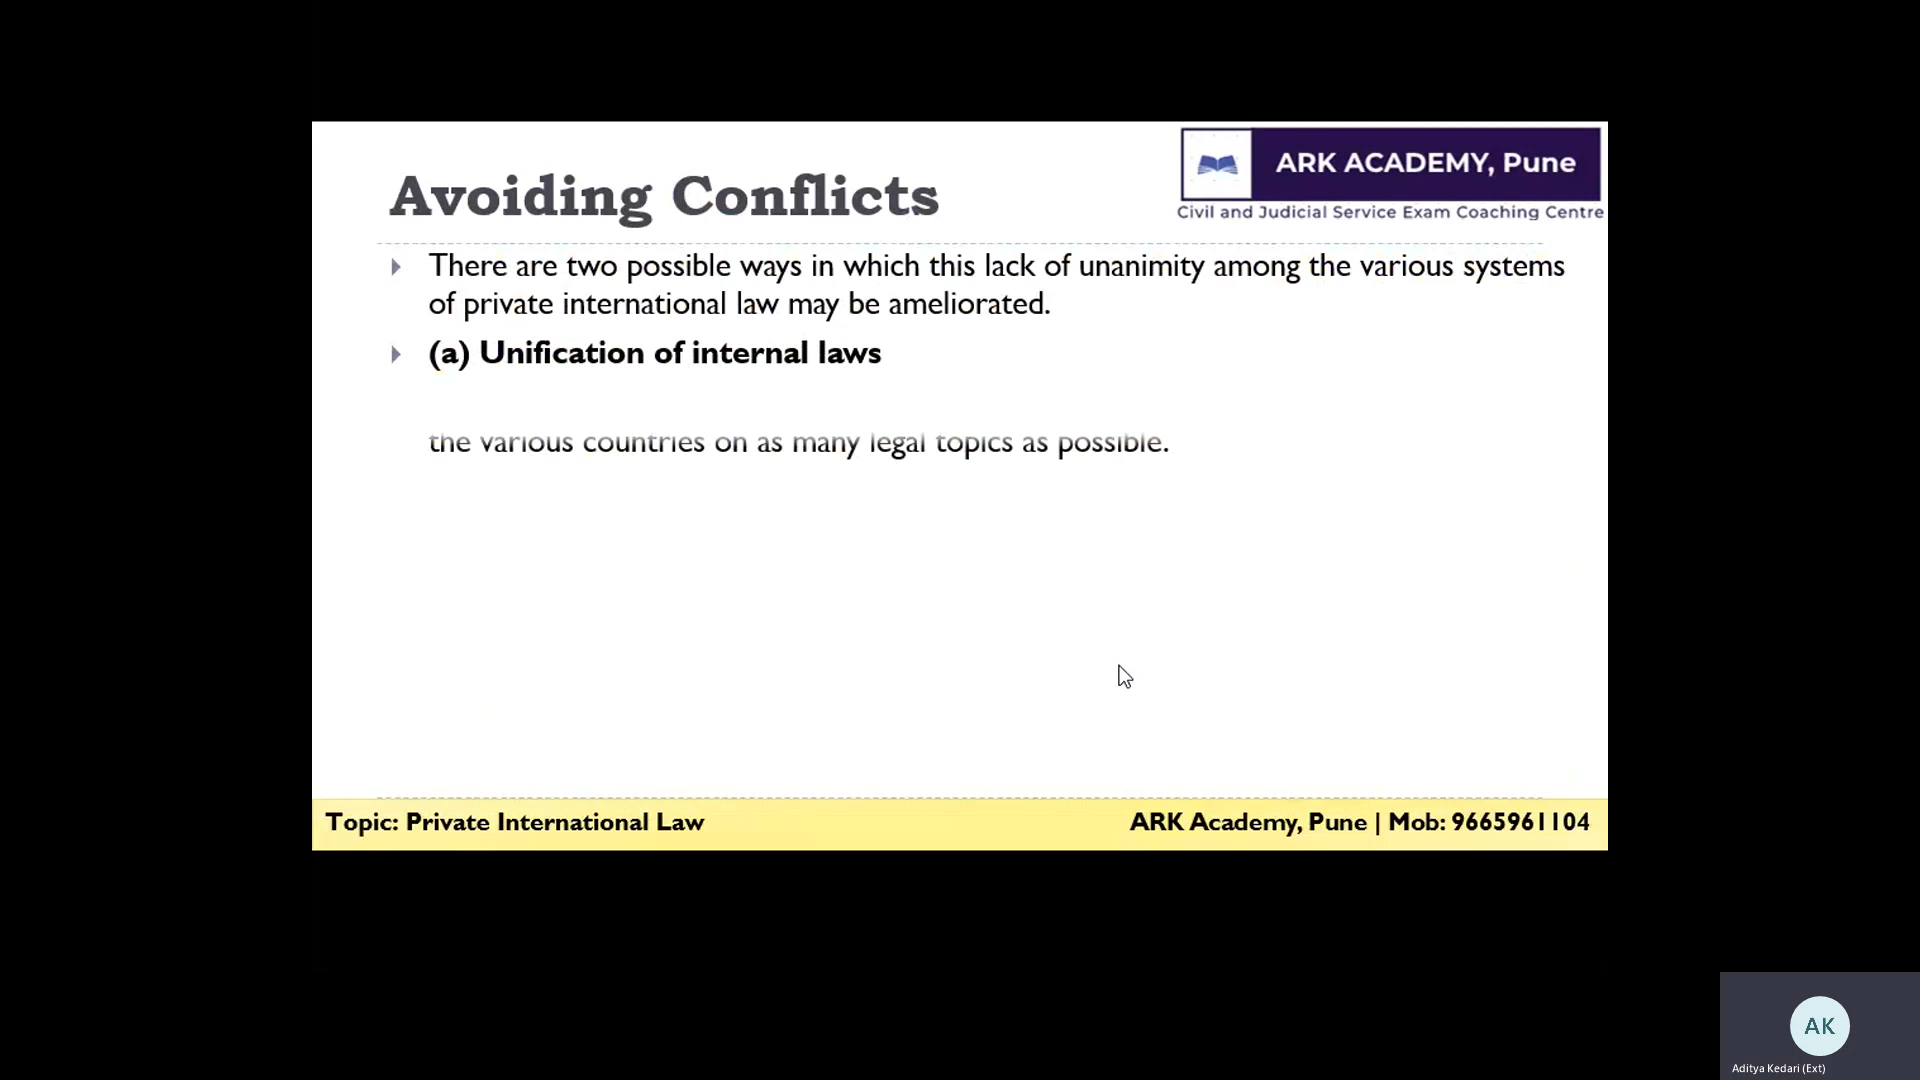 ARK ACADEMY, Pune
Civil and Judicial Service Exam Coaching Centre
Avoiding Conflicts
There are two possible ways in which this lack of unanimity among the various systems
of private international law may be ameliorated.
(a) Unification of internal laws
the various countries on as many legal topics as possible.
Topic: Private International Law
ARK Academy, Pune | Mob: 9665961104
AK
Aditya Kedari (Ext)